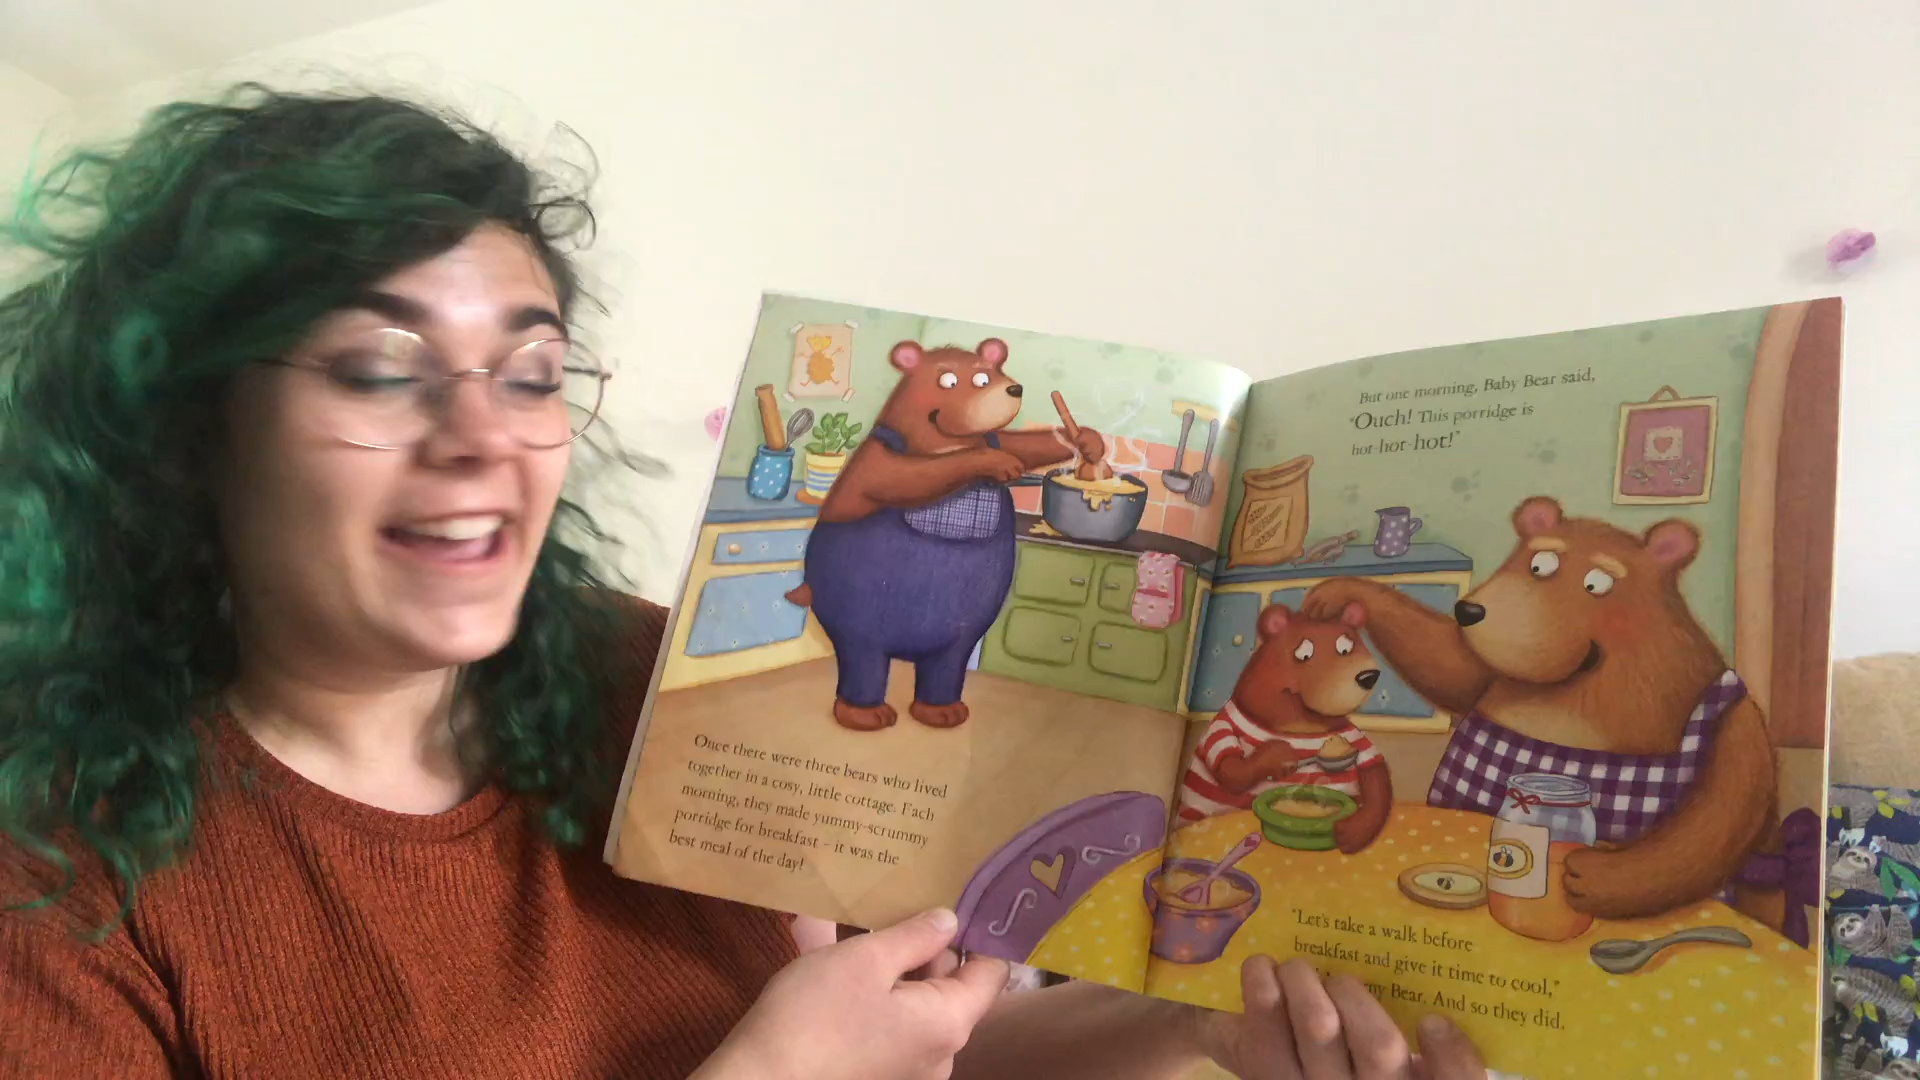 Once there were three bears who lived
together in a cosy, little cottage. Each
morning, they made yummy-scrummy
porridge for breakfast – it was the
best meal of the day!
But one morning, Baby Bear said,
"Ouch! This porridge is
hot-hot-hot!"
"Let's take a walk before
breakfast and give it time to cool,"
Bear. And so they did.